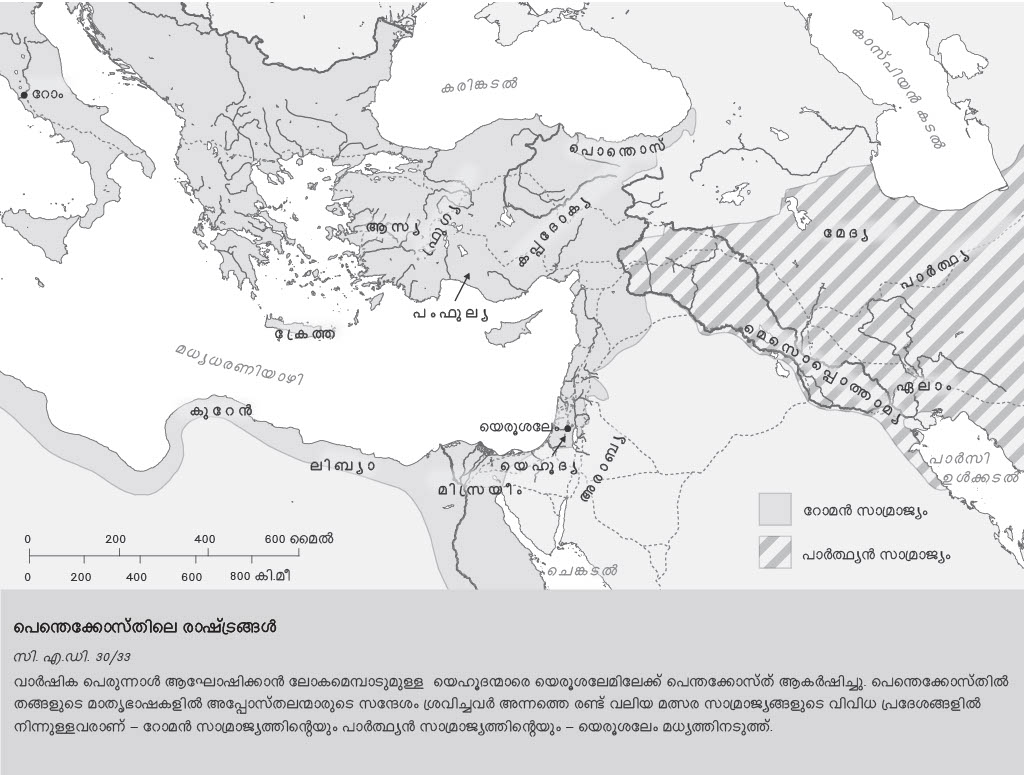 കരിങ്കടൽ
കാസ്പിയൻ കടൽ
റോം
പൊന്തൊസ്
ആസ്യ
ഫ്രുഗ്യ
കപ്പദോക്യ
മേദ്യ
പാർത്ഥ്യ
പംഫുല്യ
ക്രേത്ത
മധ്യധരണിയാഴി
മെസൊപ്പൊത്താമ്യ
ഏലാം
കുറേൻ
യെരൂശലേം
ലിബ്യാ
യെഹൂദ്യ
അരാബ്യ
മിസ്രയീം
പാർസി
ഉൾക്കടൽ
ചെങ്കടൽ
റോമൻ സാമ്രാജ്യം
പാർത്ഥ്യൻ സാമ്രാജ്യം
0 200 400 600 മൈൽ
0 200 400 600 800 കി.മീ
പെന്തെക്കോസ്തിലെ രാഷ്ട്രങ്ങൾ
സി. എ.ഡി. 30/33
വാർഷിക പെരുന്നാൾ ആഘോഷിക്കാൻ ലോകമെമ്പാടുമുള്ള യെഹൂദന്മാരെ യെരൂശലേമിലേക്ക് പെന്തക്കോസ്ത് ആകർഷിച്ചു. പെന്തെക്കോസ്തിൽ
തങ്ങളുടെ മാതൃഭാഷകളിൽ അപ്പോസ്തലന്മാരുടെ സന്ദേശം ശ്രവിച്ചവർ അന്നത്തെ രണ്ട് വലിയ മത്സര സാമ്രാജ്യങ്ങളുടെ വിവിധ പ്രദേശങ്ങളിൽ
നിന്നുള്ളവരാണ് – റോമൻ സാമ്രാജ്യത്തിന്റെയും പാർത്ഥ്യൻ സാമ്രാജ്യത്തിന്റെയും – യെരൂശലേം മധ്യത്തിനടുത്ത്.